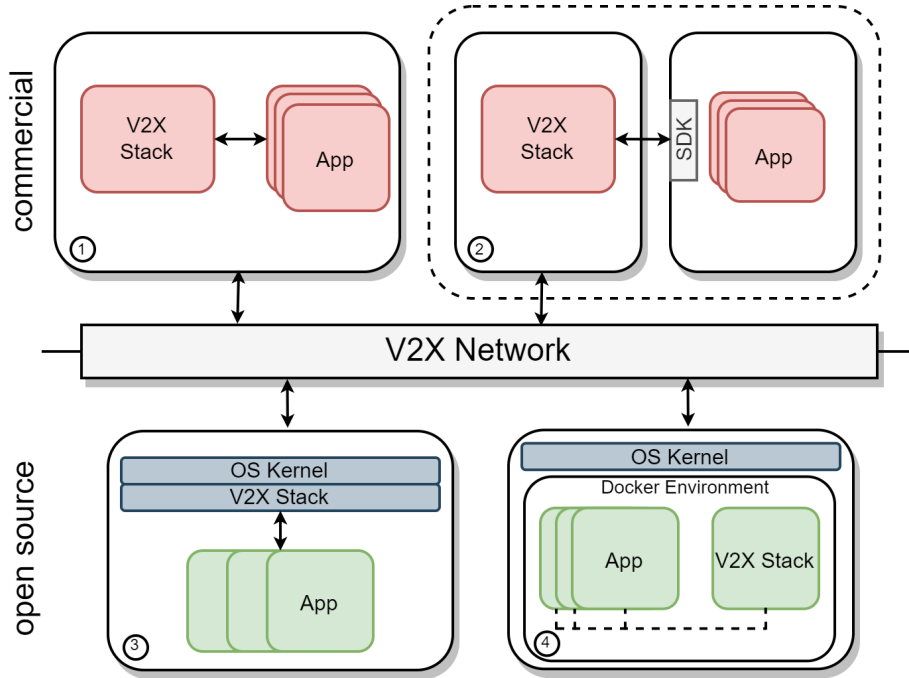 commercial
V2X
Stack
App
1
V2X
Stack
SDK
App
2
V2X Network
open source
OS Kernel
V2X Stack
App
3
OS Kernel
Docker Environment
App
V2X Stack
4